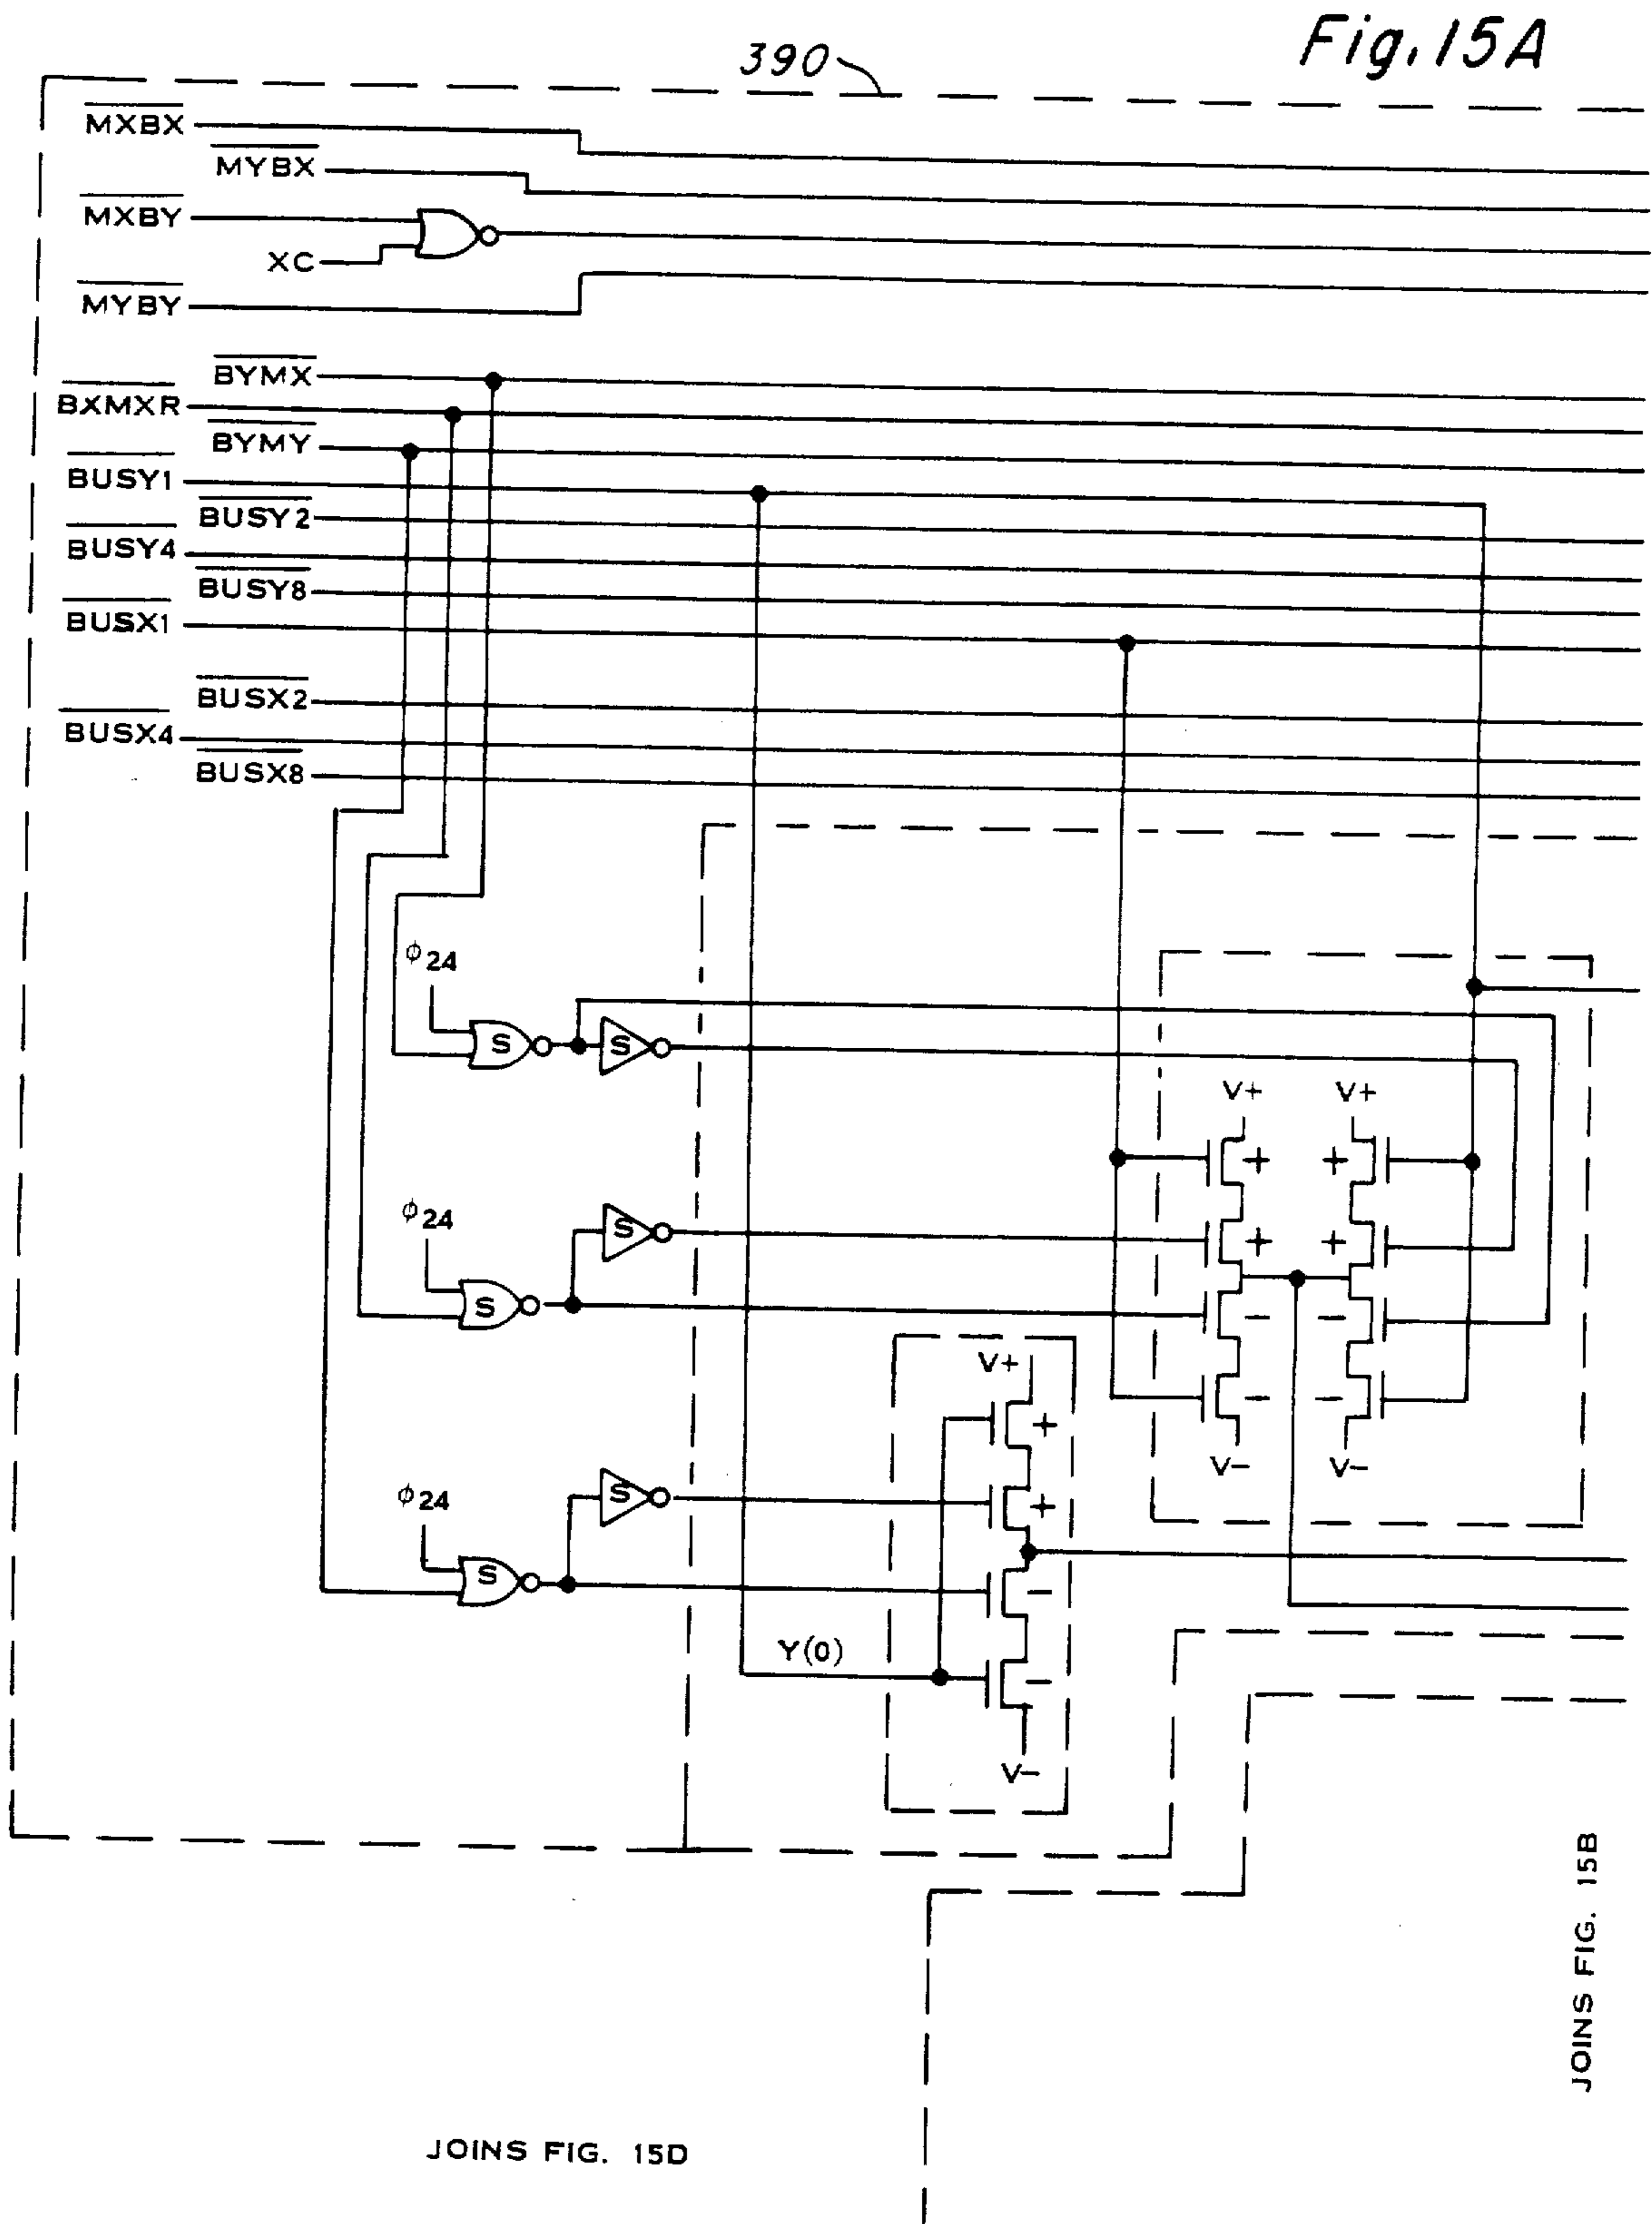 Fig. 15A
390
MXBX
MYBX
MXBY
XC
MYBY
BYMX
BXMXR
BYMY
BUSY1
BUSY2
BUSY4
BUSY8
BUSX1
BUSX2
BUSX4
BUSX8
ϕ24
S S
V+ V+
+ +
ϕ24
S
+ +
S
- -
V+
- -
+
V- V-
ϕ24
S
+
S
-
Y(0)
-
V-
JOINS FIG. 15B
JOINS FIG. 15D